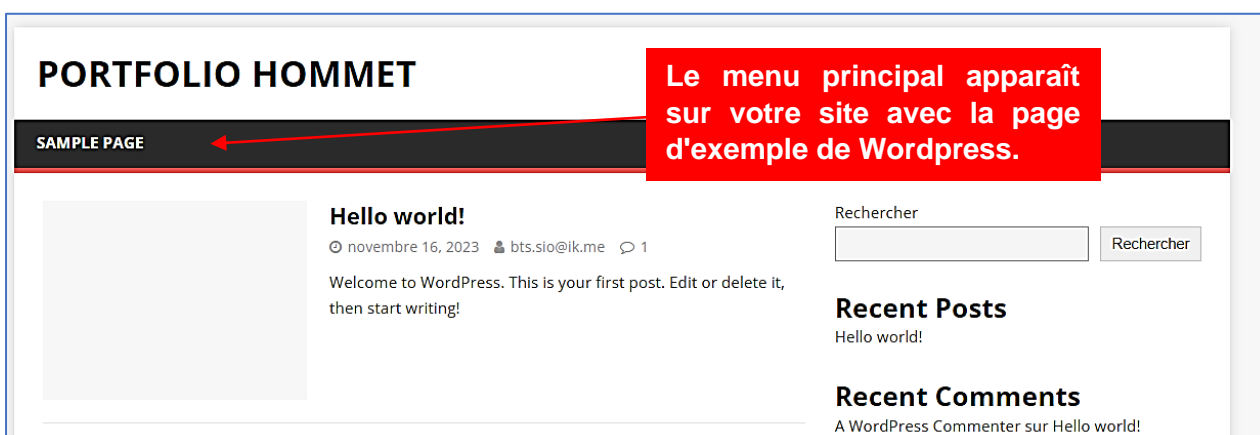 PORTFOLIO HOMMET
Le menu principal apparaît
sur votre site avec la page
d'exemple de Wordpress.
SAMPLE PAGE
Hello world!
novembre 16, 2023 bts.sio@ik.me 1
Welcome to WordPress. This is your first post. Edit or delete it,
then start writing!
Rechercher
Rechercher
Recent Posts
Hello world!
Recent Comments
A WordPress Commenter sur Hello world!